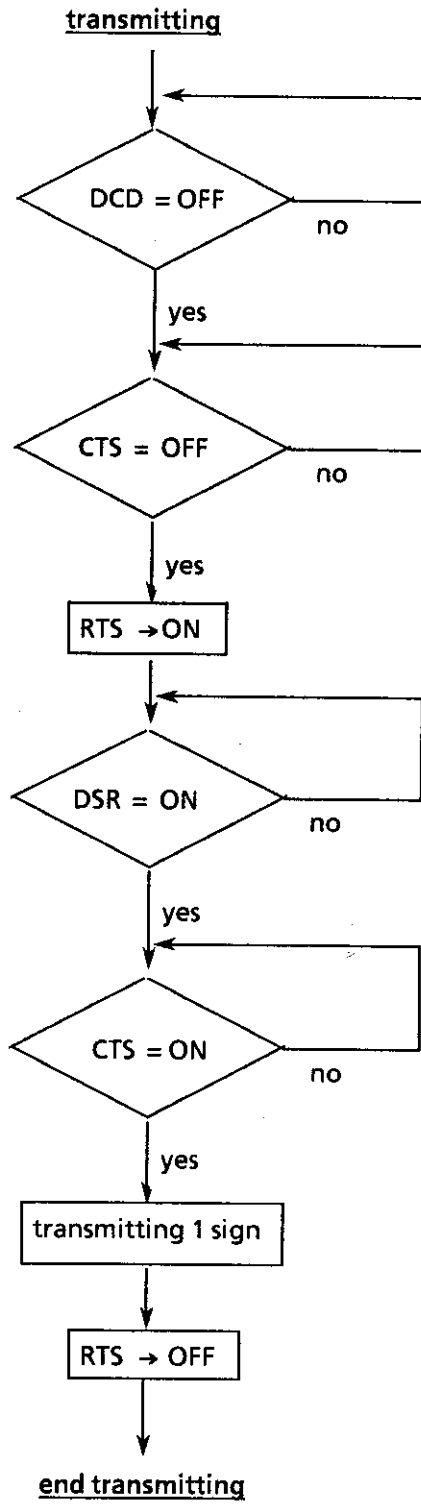 transmitting
DCD = OFF
no
yes
CTS = OFF
no
yes
RTS → ON
DSR = ON
no
yes
CTS = ON
no
yes
transmitting 1 sign
RTS → OFF
end transmitting